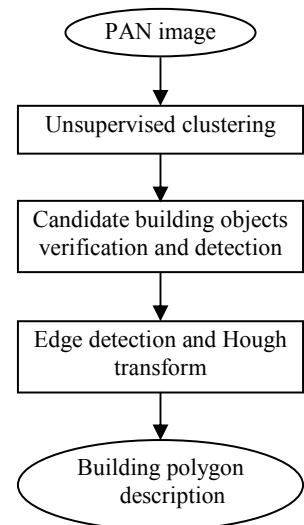 PAN image
Unsupervised clustering
Candidate building objects
verification and detection
Edge detection and Hough
transform
Building polygon
description